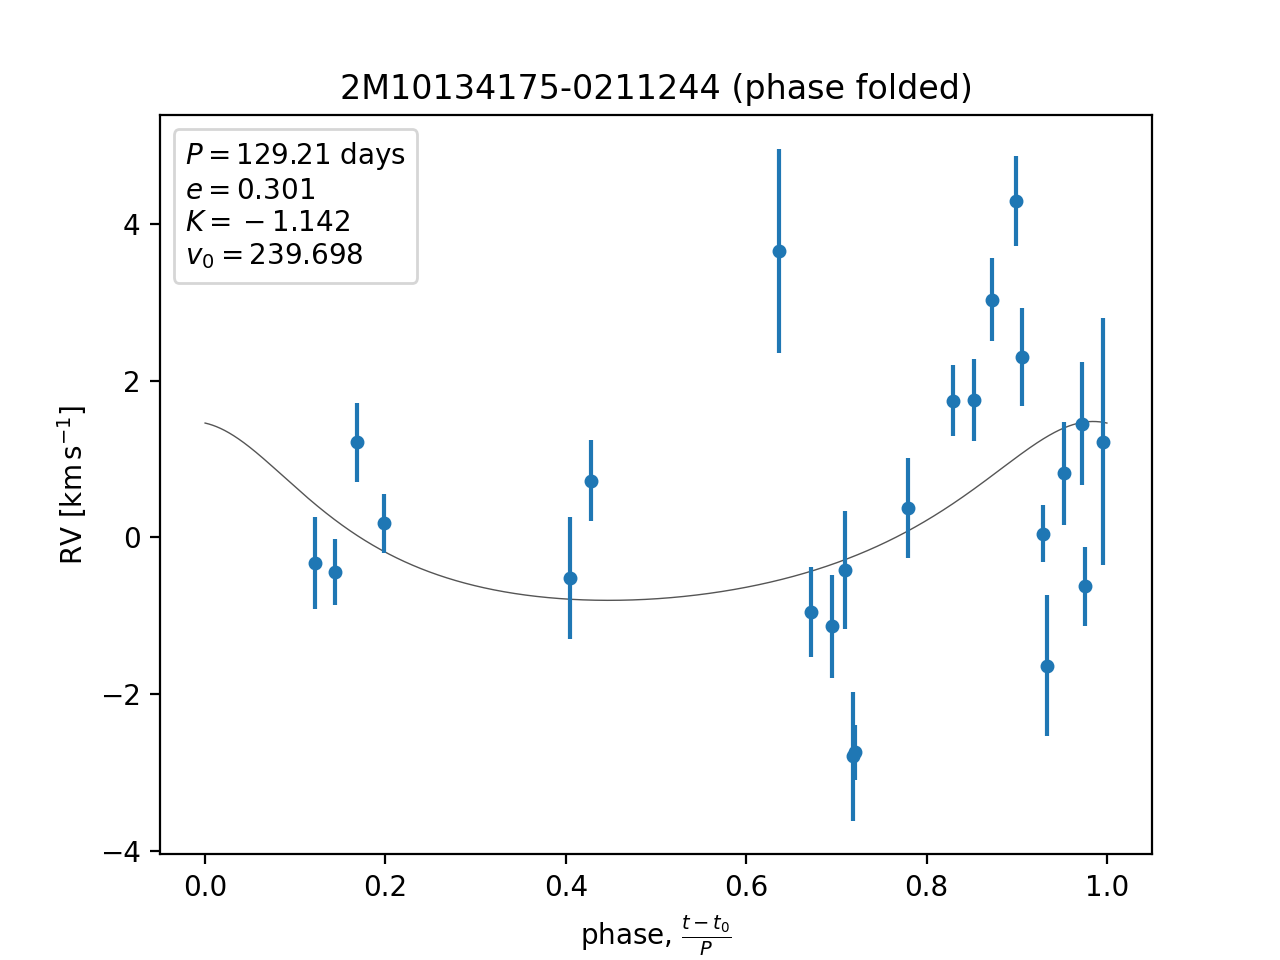 2M10134175-0211244 (phase folded)
P = 129.21 days
e = 0.301
K = −1.142
v₀ = 239.698
4
2
0
−2
−4
RV [km s⁻¹]
0.0 0.2 0.4 0.6 0.8 1.0
phase, (t − t₀)/P